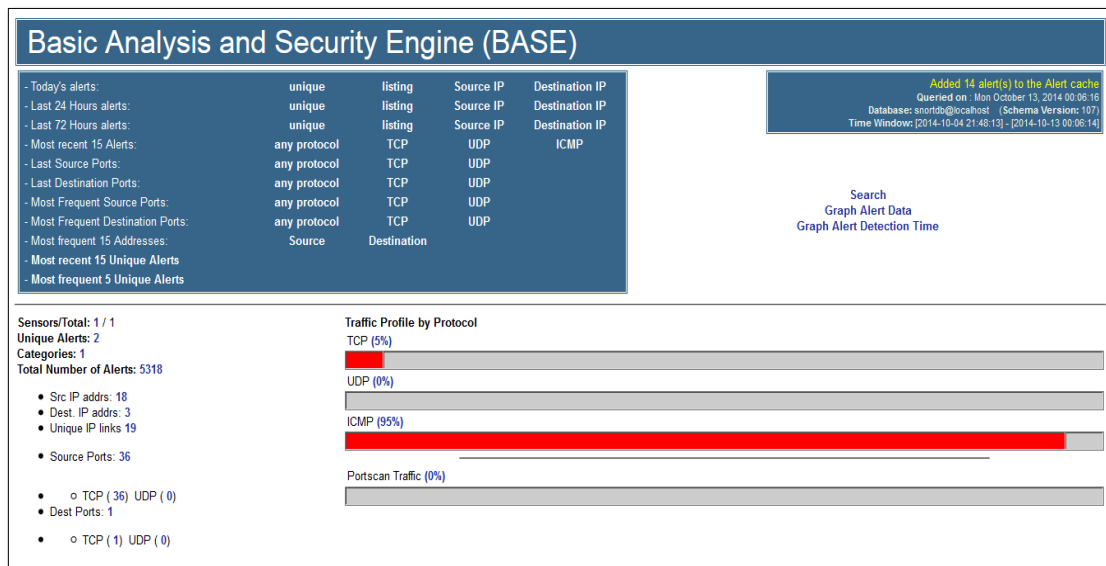 Basic Analysis and Security Engine (BASE)
- Today's alerts: unique listing Source IP Destination IP
- Last 24 Hours alerts: unique listing Source IP Destination IP
- Last 72 Hours alerts: unique listing Source IP Destination IP
- Most recent 15 Alerts: any protocol TCP UDP ICMP
- Last Source Ports: any protocol TCP UDP
- Last Destination Ports: any protocol TCP UDP
- Most Frequent Source Ports: any protocol TCP UDP
- Most Frequent Destination Ports: any protocol TCP UDP
- Most frequent 15 Addresses: Source Destination
- Most recent 15 Unique Alerts
- Most frequent 5 Unique Alerts
Added 14 alert(s) to the Alert cache
Queried on : Mon October 13, 2014 00:06:16
Database: snortdb@localhost (Schema Version: 107)
Time Window: [2014-10-04 21:48:13] - [2014-10-13 00:06:14]
Search
Graph Alert Data
Graph Alert Detection Time
Sensors/Total: 1 / 1
Unique Alerts: 2
Categories: 1
Total Number of Alerts: 5318
Src IP addrs: 18
Dest. IP addrs: 3
Unique IP links 19
Source Ports: 36
TCP ( 36) UDP ( 0)
Dest Ports: 1
TCP ( 1) UDP ( 0)
Traffic Profile by Protocol
TCP (5%)
UDP (0%)
ICMP (95%)
Portscan Traffic (0%)